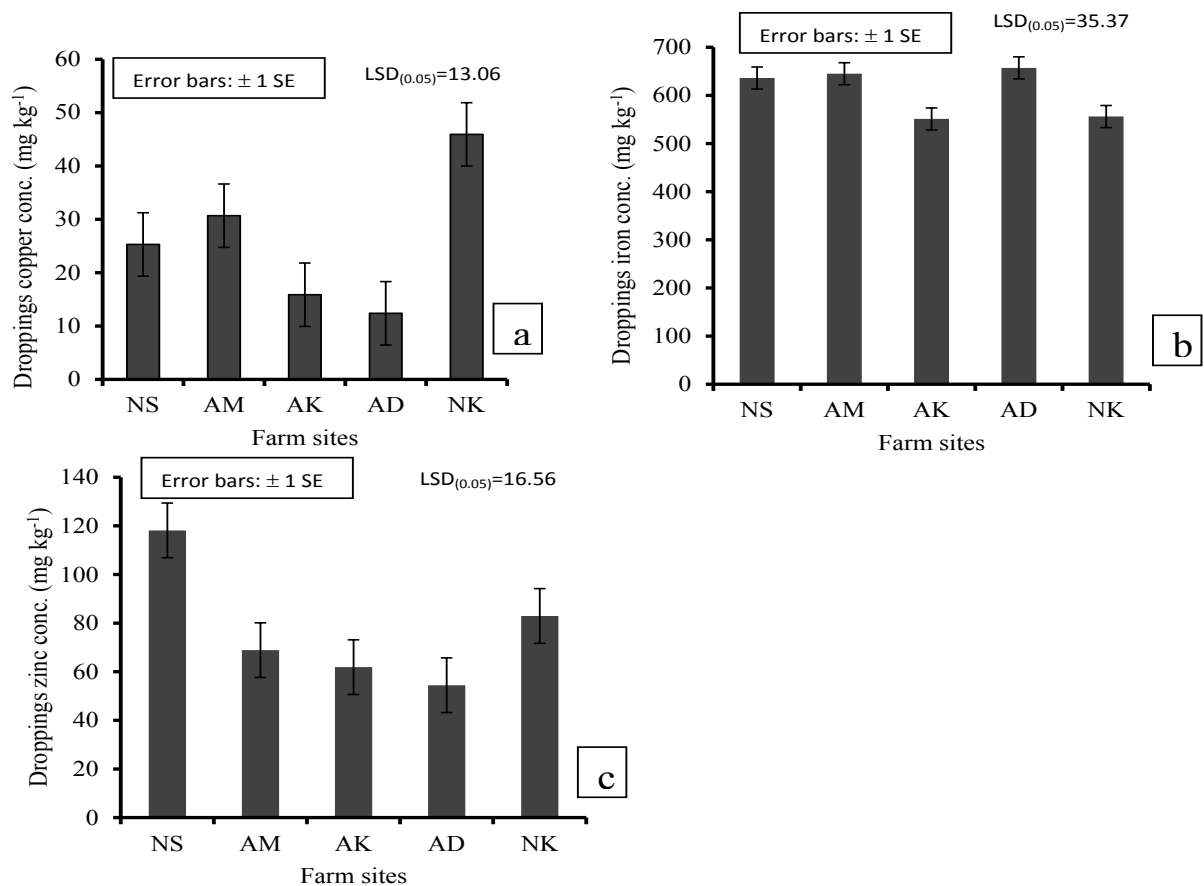 Error bars: ± 1 SE
LSD(0.05)=13.06
Droppings copper conc. (mg kg-1)
60
50
40
30
20
10
0
NS AM AK AD NK
Farm sites
a
Error bars: ± 1 SE
LSD(0.05)=35.37
Droppings iron conc. (mg kg-1)
700
600
500
400
300
200
100
0
NS AM AK AD NK
Farm sites
b
Error bars: ± 1 SE
LSD(0.05)=16.56
Droppings zinc conc. (mg kg-1)
140
120
100
80
60
40
20
0
NS AM AK AD NK
Farm sites
c